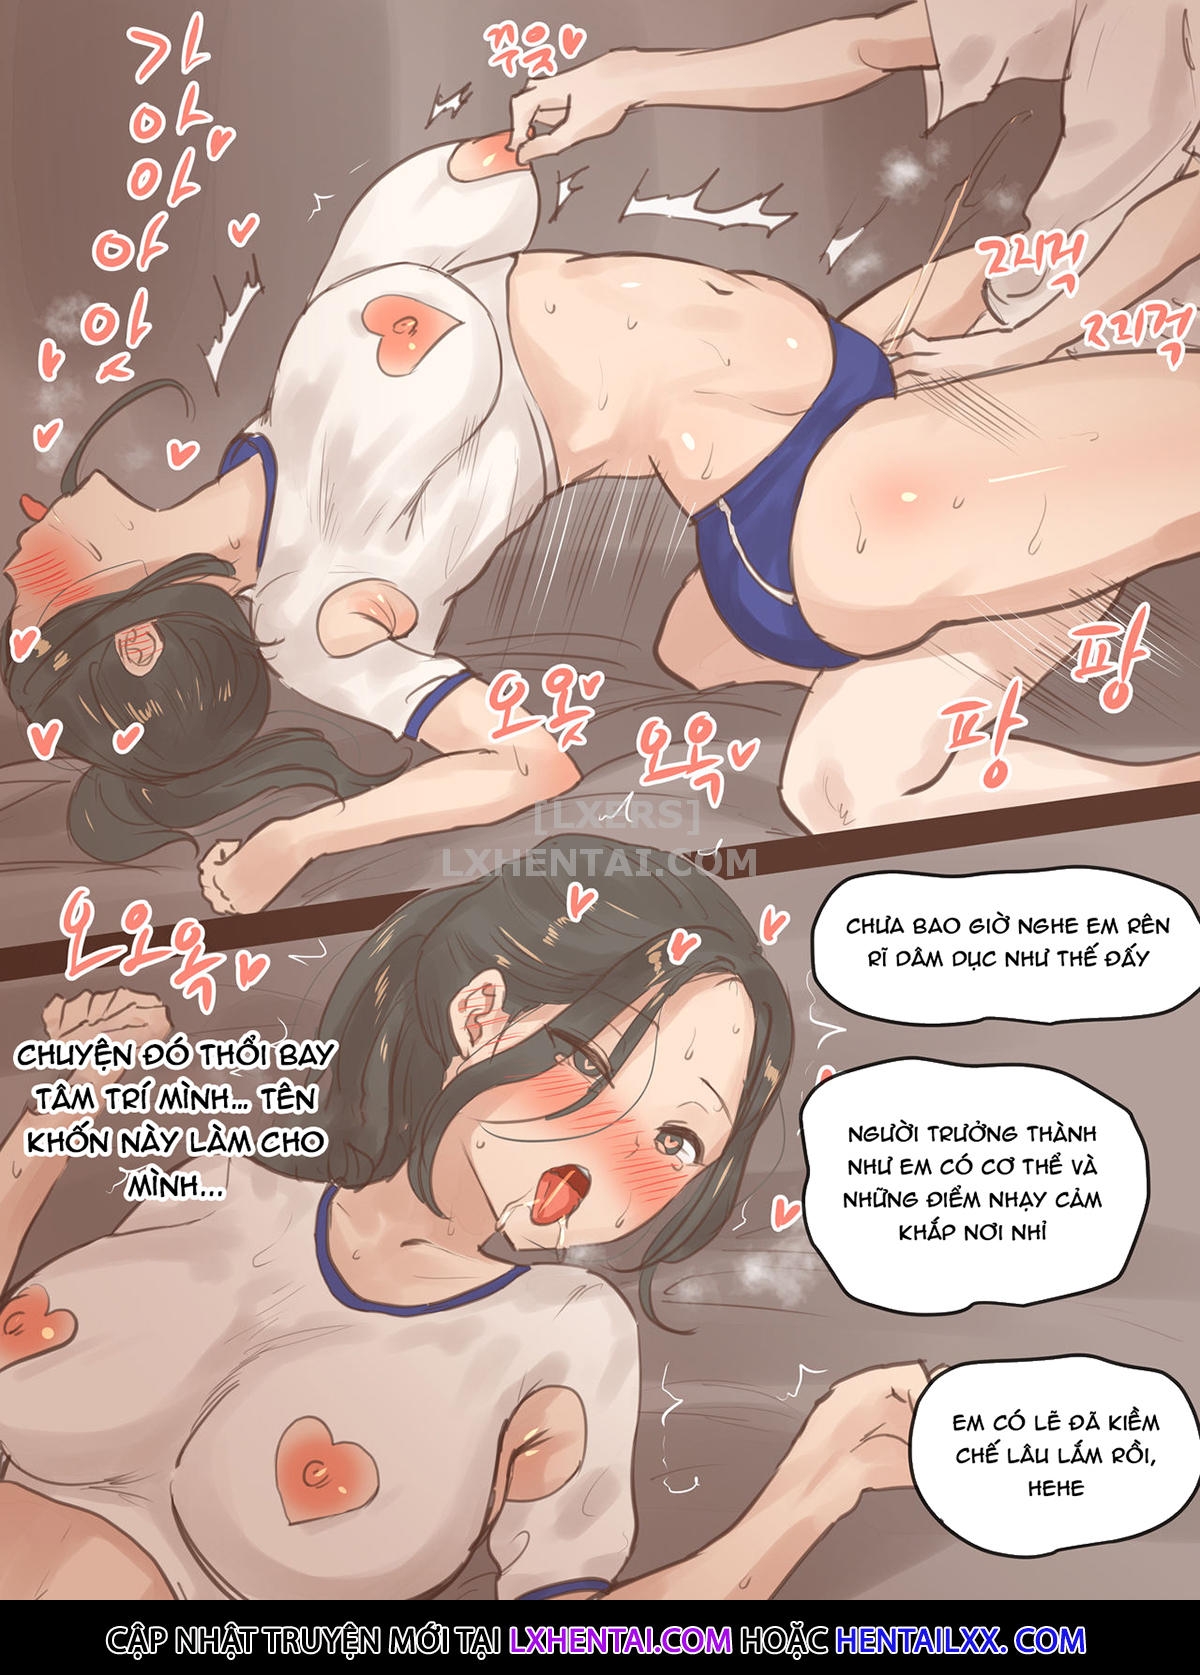 가
아
아
아
앗
꾸욱
그지걱
찌걱
팡
팡
오옷
오옥
[LXERS]
LXHENTAI.COM
오오옥
CHƯA BAO GIỜ NGHE EM RÊN
RĨ DÂM DỤC NHƯ THẾ ĐẤY
CHUYỆN ĐÓ THỔI BAY
TÂM TRÍ MÌNH... TÊN
KHỐN NÀY LÀM CHO
MÌNH...
NGƯỜI TRƯỞNG THÀNH
NHƯ EM CÓ CƠ THỂ VÀ
NHỮNG ĐIỂM NHẠY CẢM
KHẮP NƠI NHỈ
EM CÓ LẼ ĐÃ KIỀM
CHẾ LÂU LẮM RỒI,
HEHE
CẬP NHẬT TRUYỆN MỚI TẠI LXHENTAI.COM HOẶC HENTAILXX. COM